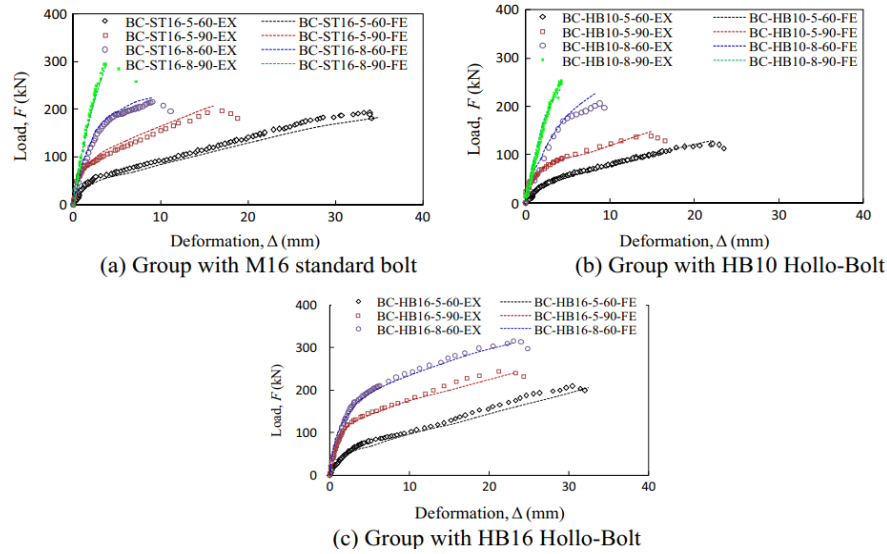 BC-ST16-5-60-EX BC-ST16-5-60-FE
BC-ST16-5-90-EX BC-ST16-5-90-FE
BC-ST16-8-60-EX BC-ST16-8-60-FE
BC-ST16-8-90-EX BC-ST16-8-90-FE
400
300
200
100
0
Load, F (kN)
0 10 20 30 40
Deformation, Δ (mm)
(a) Group with M16 standard bolt
BC-HB10-5-60-EX BC-HB10-5-60-FE
BC-HB10-5-90-EX BC-HB10-5-90-FE
BC-HB10-8-60-EX BC-HB10-8-60-FE
BC-HB10-8-90-EX BC-HB10-8-90-FE
400
300
200
100
0
Load, F (kN)
0 10 20 30 40
Deformation, Δ (mm)
(b) Group with HB10 Hollo-Bolt
BC-HB16-5-60-EX BC-HB16-5-60-FE
BC-HB16-5-90-EX BC-HB16-5-90-FE
BC-HB16-8-60-EX BC-HB16-8-60-FE
400
300
200
100
0
Load, F (kN)
0 10 20 30 40
Deformation, Δ (mm)
(c) Group with HB16 Hollo-Bolt